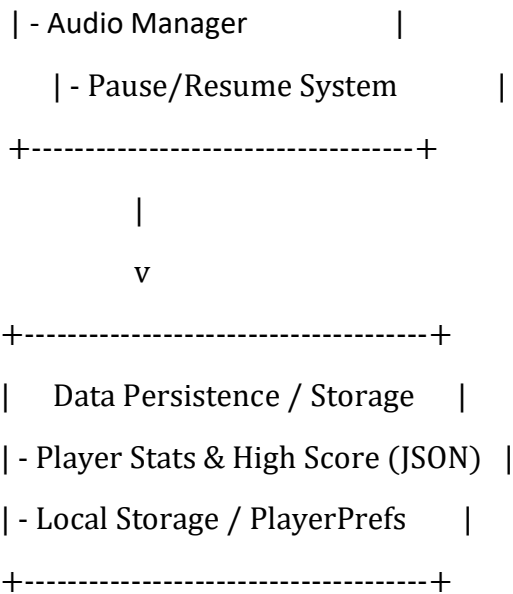 | - Audio Manager |
| - Pause/Resume System |
+-----------------------------------+
|
v
+-------------------------------------+
| Data Persistence / Storage |
| - Player Stats & High Score (JSON) |
| - Local Storage / PlayerPrefs |
+-------------------------------------+